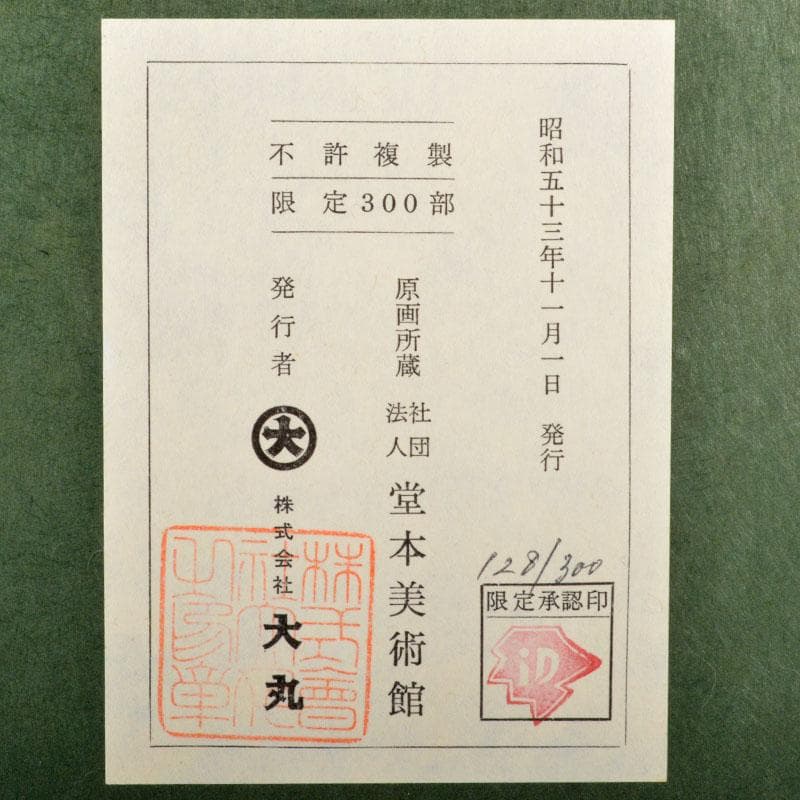 昭和五十三年十一月一日 発行
不許複製
限定300部
原画所蔵 社団法人 堂本美術館
発行者 大 株式会社 大丸
128/300
限定承認印
iD